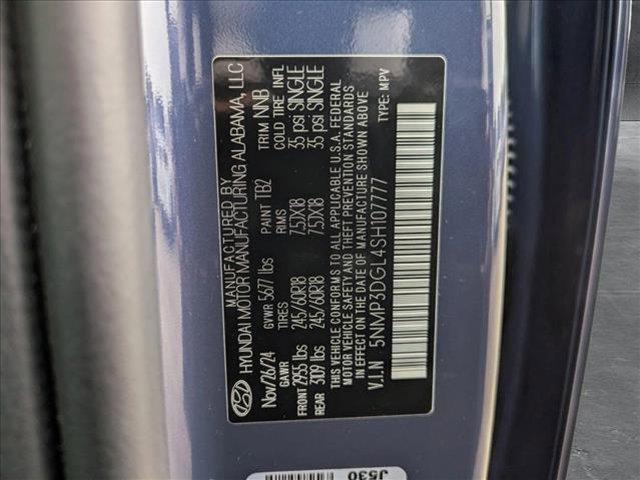 MANUFACTURED BY
HYUNDAI MOTOR MANUFACTURING ALABAMA, LLC
Nov/26/24 GVWR 5677 lbs PAINT TB2 TRIM NNB
GAWR TIRES RIMS COLD TIRE INFL
FRONT 2955 lbs 245/60R18 7.5JX18 35 psi SINGLE
REAR 3109 lbs 245/60R18 7.5JX18 35 psi SINGLE
THIS VEHICLE CONFORMS TO ALL APPLICABLE U.S.A. FEDERAL
MOTOR VEHICLE SAFETY AND THEFT PREVENTION STANDARDS
IN EFFECT ON THE DATE OF MANUFACTURE SHOWN ABOVE
V.I.N 5NMP3DGL4SH107777 TYPE: MPV
J530